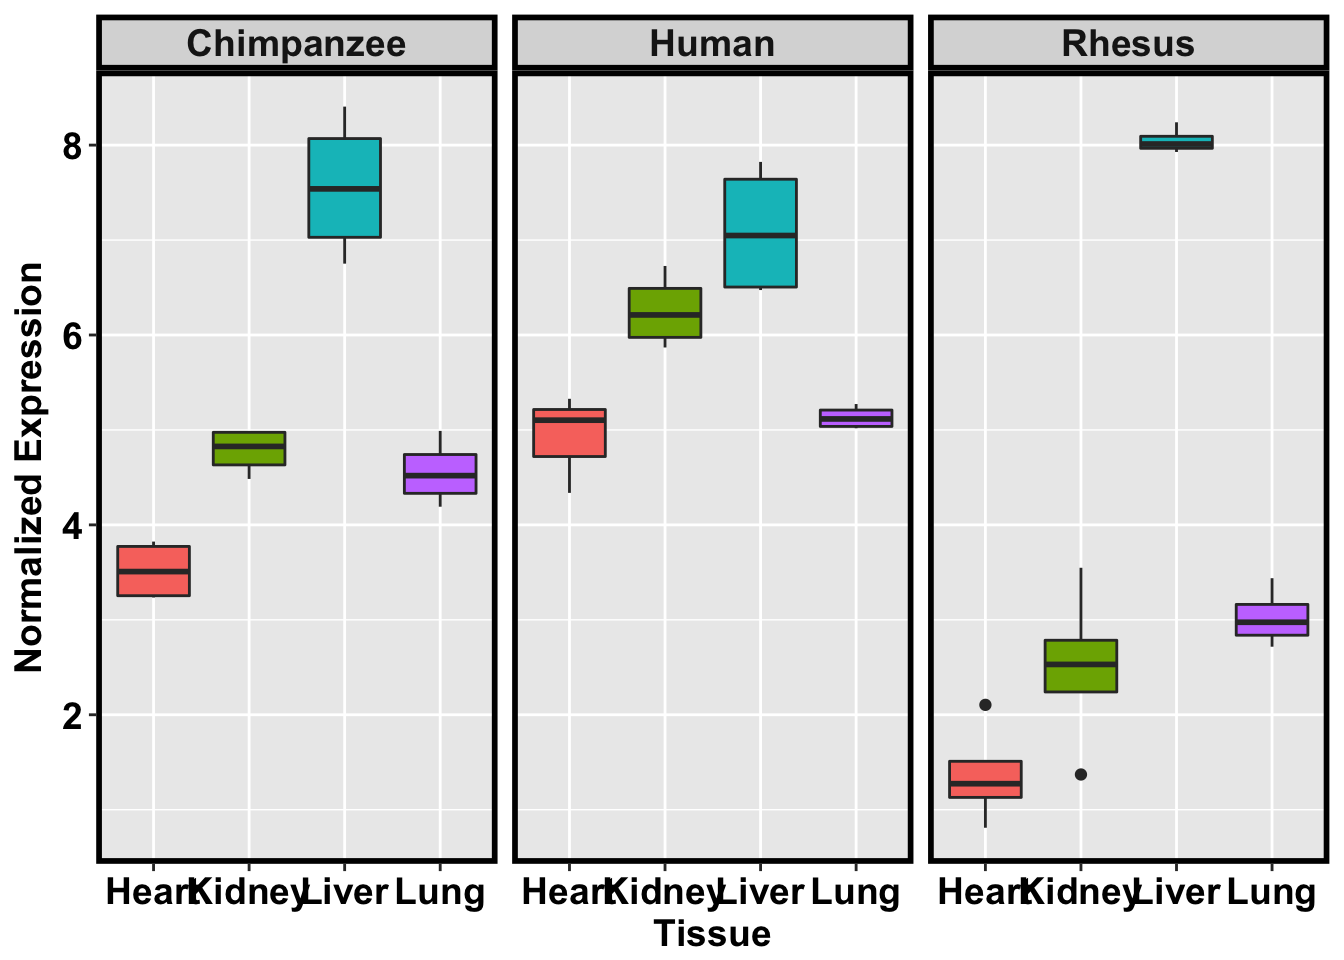 Chimpanzee Human Rhesus
Normalized Expression
8
6
4
2
Heart Kidney Liver Lung Heart Kidney Liver Lung Heart Kidney Liver Lung
Tissue